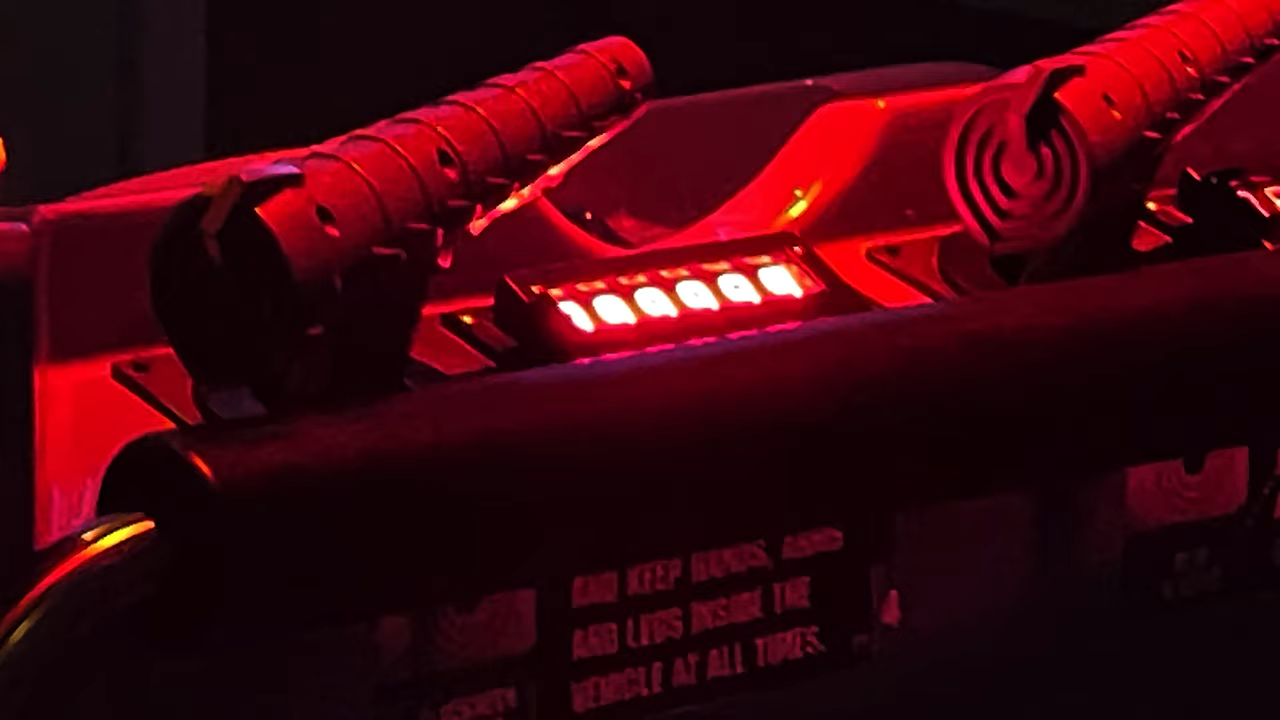 AND KEEP HANDS, ARMS
AND LEGS INSIDE THE
VEHICLE AT ALL TIMES.